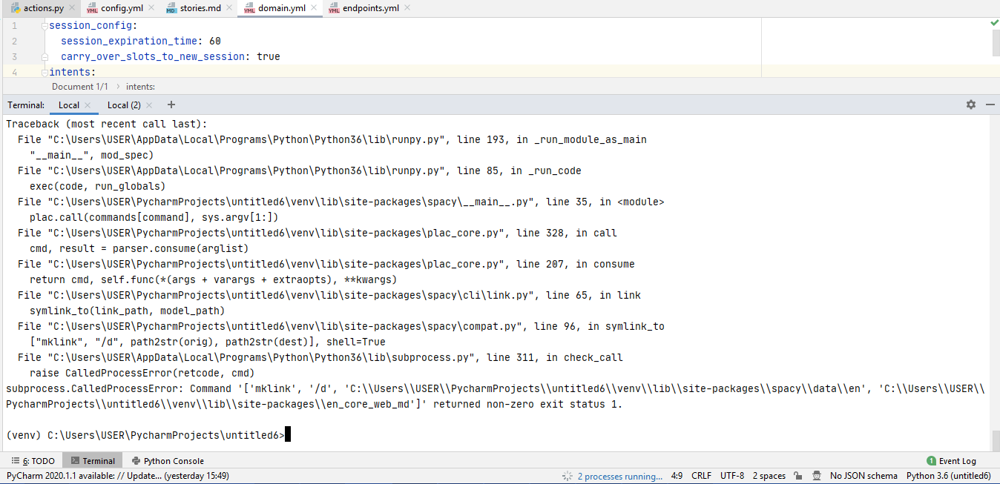 actions.py
config.yml
stories.md
domain.yml
endpoints.yml
1 session_config:
2 session_expiration_time: 60
3 carry_over_slots_to_new_session: true
4 intents:
Document 1/1 › intents:
Terminal: Local × Local (2) × +
Traceback (most recent call last):
File "C:\Users\USER\AppData\Local\Programs\Python\Python36\lib\runpy.py", line 193, in _run_module_as_main
"__main__", mod_spec)
File "C:\Users\USER\AppData\Local\Programs\Python\Python36\lib\runpy.py", line 85, in _run_code
exec(code, run_globals)
File "C:\Users\USER\PycharmProjects\untitled6\venv\lib\site-packages\spacy\__main__.py", line 35, in <module>
plac.call(commands[command], sys.argv[1:])
File "C:\Users\USER\PycharmProjects\untitled6\venv\lib\site-packages\plac_core.py", line 328, in call
cmd, result = parser.consume(arglist)
File "C:\Users\USER\PycharmProjects\untitled6\venv\lib\site-packages\plac_core.py", line 207, in consume
return cmd, self.func(*(args + varargs + extraopts), **kwargs)
File "C:\Users\USER\PycharmProjects\untitled6\venv\lib\site-packages\spacy\cli\link.py", line 65, in link
symlink_to(link_path, model_path)
File "C:\Users\USER\PycharmProjects\untitled6\venv\lib\site-packages\spacy\compat.py", line 96, in symlink_to
["mklink", "/d", path2str(orig), path2str(dest)], shell=True
File "C:\Users\USER\AppData\Local\Programs\Python\Python36\lib\subprocess.py", line 311, in check_call
raise CalledProcessError(retcode, cmd)
subprocess.CalledProcessError: Command '['mklink', '/d', 'C:\\Users\\USER\\PycharmProjects\\untitled6\\venv\\lib\\site-packages\\spacy\\data\\en', 'C:\\Users\\USER\\
PycharmProjects\\untitled6\\venv\\lib\\site-packages\\en_core_web_md']' returned non-zero exit status 1.
(venv) C:\Users\USER\PycharmProjects\untitled6>
6: TODO Terminal Python Console 1 Event Log
PyCharm 2020.1.1 available: // Update... (yesterday 15:49) 2 processes running... 4:9 CRLF UTF-8 2 spaces No JSON schema Python 3.6 (untitled6)